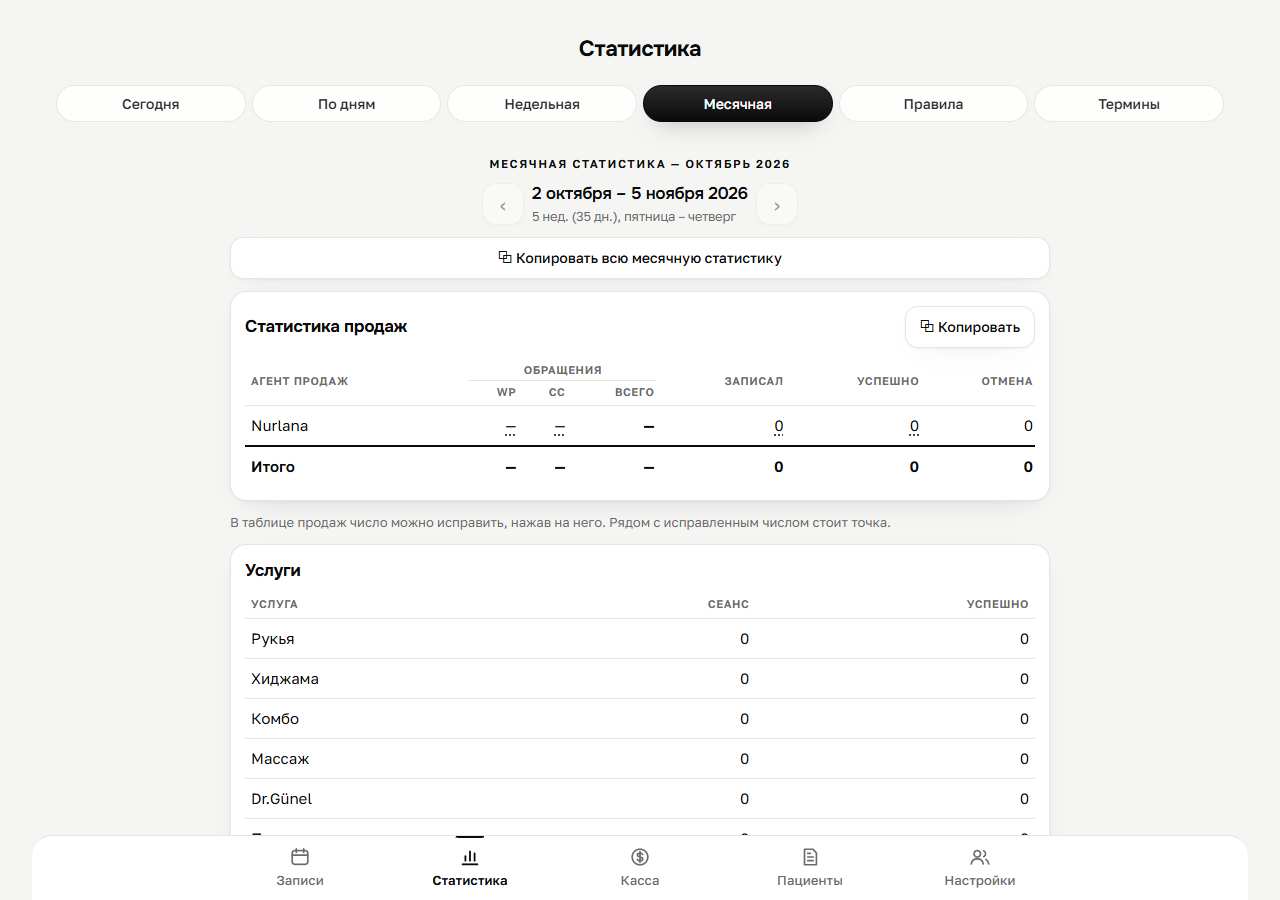 Статистика
Сегодня По дням Недельная Месячная Правила Термины
МЕСЯЧНАЯ СТАТИСТИКА — ОКТЯБРЬ 2026
‹ 2 октября – 5 ноября 2026 ›
5 нед. (35 дн.), пятница – четверг
Копировать всю месячную статистику
Статистика продаж Копировать
АГЕНТ ПРОДАЖ ОБРАЩЕНИЯ ЗАПИСАЛ УСПЕШНО ОТМЕНА
WP CC ВСЕГО
Nurlana — — — 0 0 0
Итого — — — 0 0 0
В таблице продаж число можно исправить, нажав на него. Рядом с исправленным числом стоит точка.
Услуги
УСЛУГА СЕАНС УСПЕШНО
Рукья 0 0
Хиджама 0 0
Комбо 0 0
Массаж 0 0
Dr.Günel 0 0
Записи Статистика Касса Пациенты Настройки